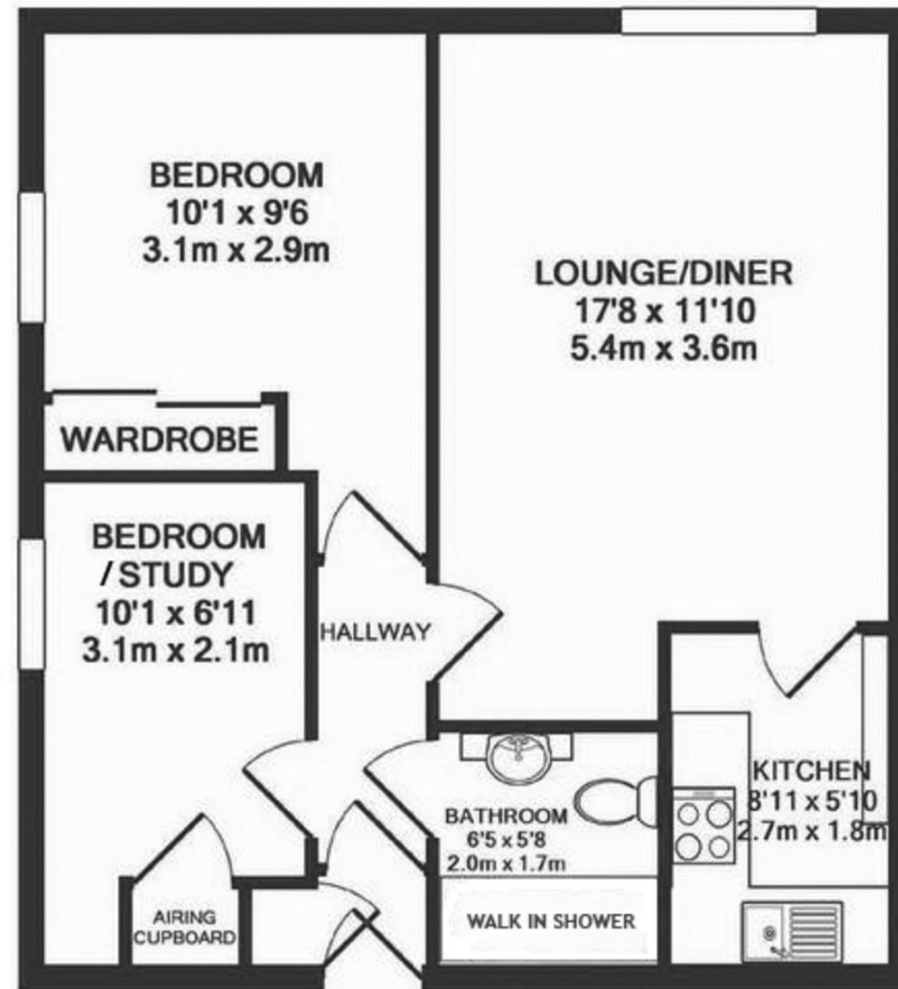 BEDROOM
10'1 x 9'6
3.1m x 2.9m
LOUNGE/DINER
17'8 x 11'10
5.4m x 3.6m
WARDROBE
BEDROOM
/STUDY
10'1 x 6'11
3.1m x 2.1m
HALLWAY
KITCHEN
8'11 x 5'10
2.7m x 1.8m
BATHROOM
6'5 x 5'8
2.0m x 1.7m
AIRING
CUPBOARD
WALK IN SHOWER